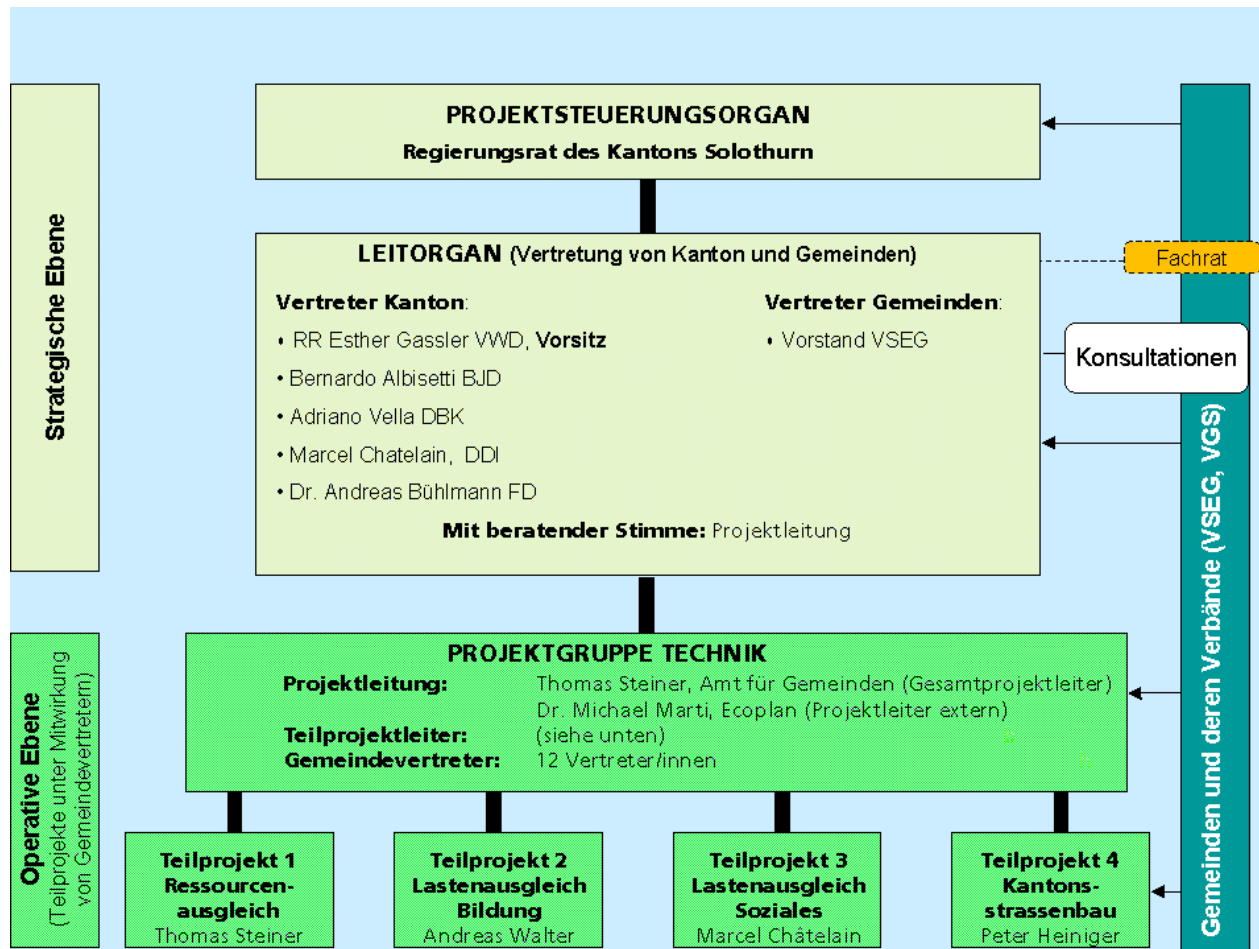 PROJEKTSTEUERUNGSORGAN
Regierungsrat des Kantons Solothurn
Strategische Ebene
LEITORGAN (Vertretung von Kanton und Gemeinden)
Fachrat
Vertreter Kanton:
• RR Esther Gassler VWD, Vorsitz
• Bernardo Albisetti BJD
• Adriano Vella DBK
• Marcel Chatelain, DDI
• Dr. Andreas Bühlmann FD
Vertreter Gemeinden:
• Vorstand VSEG
Konsultationen
Mit beratender Stimme: Projektleitung
Gemeinden und deren Verbände (VSEG, VGS)
Operative Ebene
(Teilprojekte unter Mitwirkung
von Gemeindevertretern)
PROJEKTGRUPPE TECHNIK
Projektleitung: Thomas Steiner, Amt für Gemeinden (Gesamtprojektleiter)
Dr. Michael Marti, Ecoplan (Projektleiter extern)
Teilprojektleiter: (siehe unten)
Gemeindevertreter: 12 Vertreter/innen
Teilprojekt 1
Ressourcen-
ausgleich
Thomas Steiner
Teilprojekt 2
Lastenausgleich
Bildung
Andreas Walter
Teilprojekt 3
Lastenausgleich
Soziales
Marcel Châtelain
Teilprojekt 4
Kantons-
strassenbau
Peter Heiniger